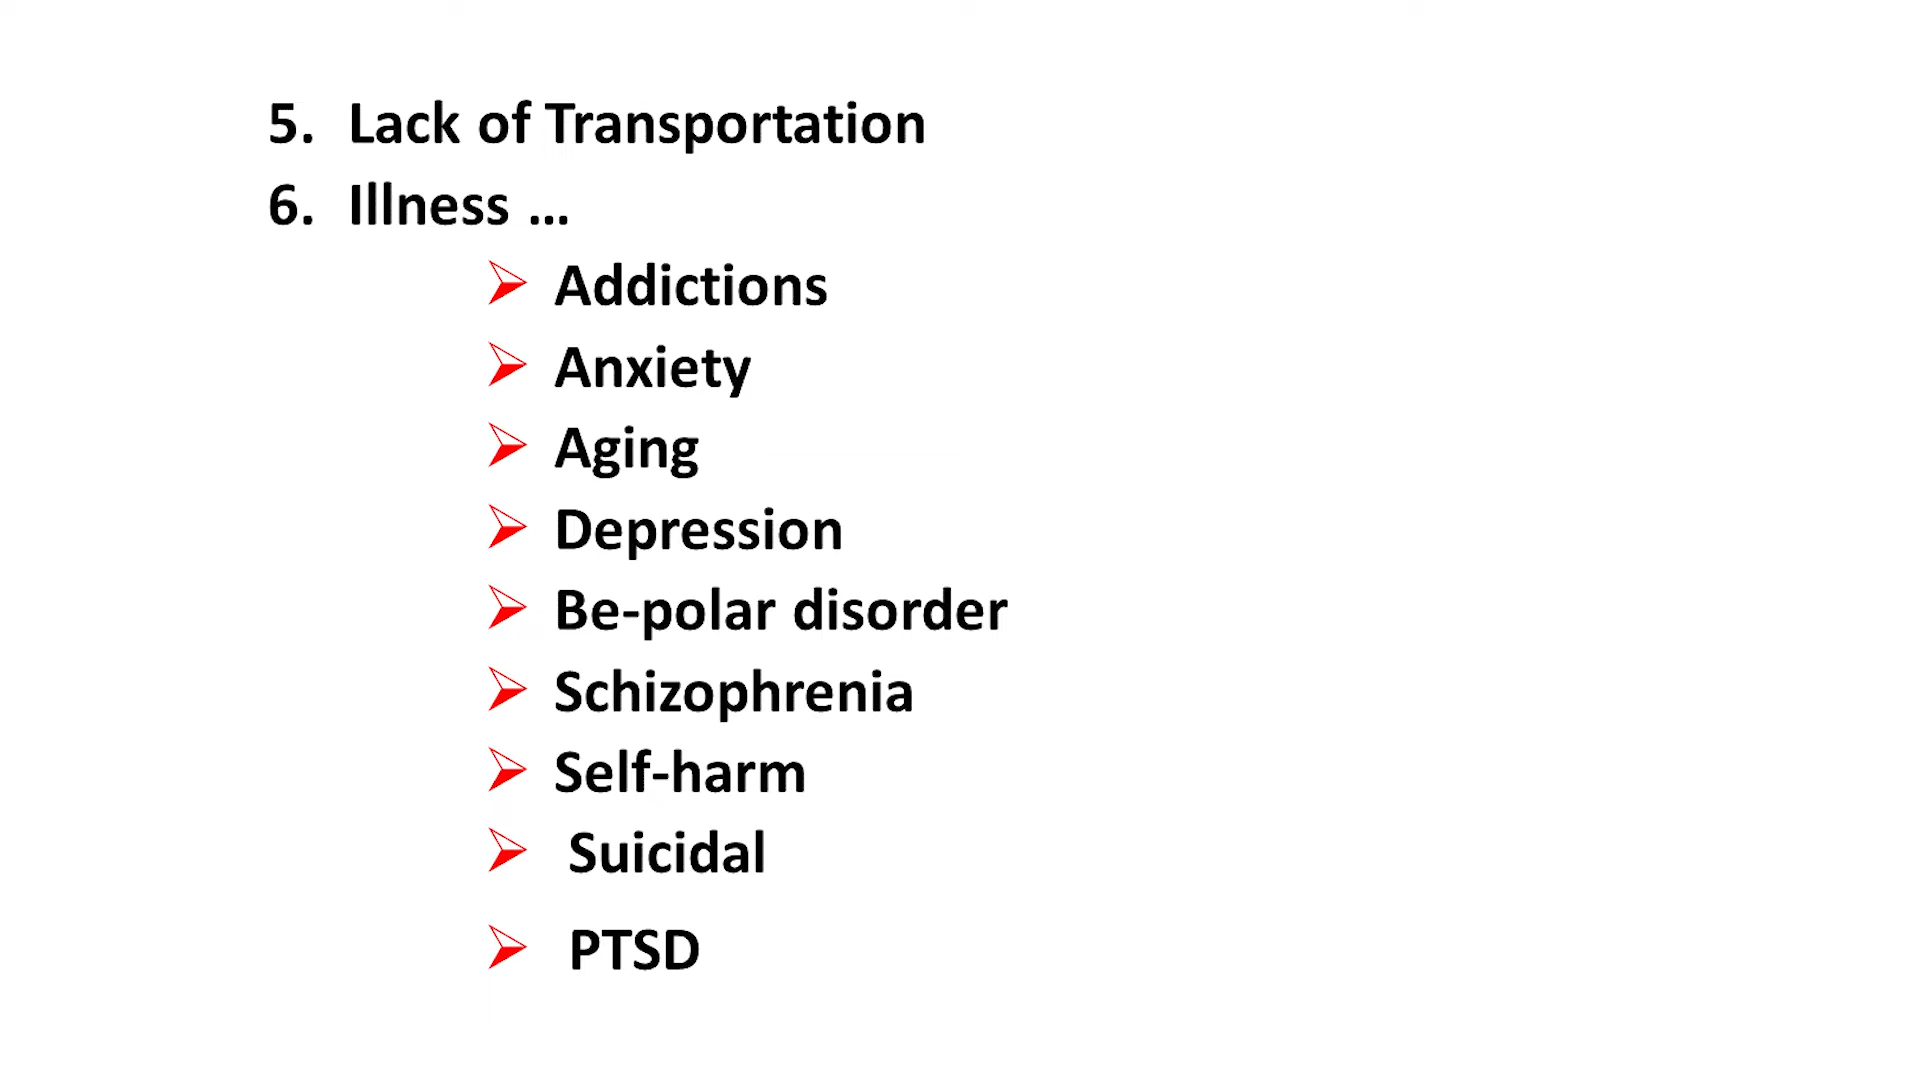 5. Lack of Transportation
6. Illness ...
➢ Addictions
➢ Anxiety
➢ Aging
➢ Depression
➢ Be-polar disorder
➢ Schizophrenia
➢ Self-harm
➢ Suicidal
➢ PTSD